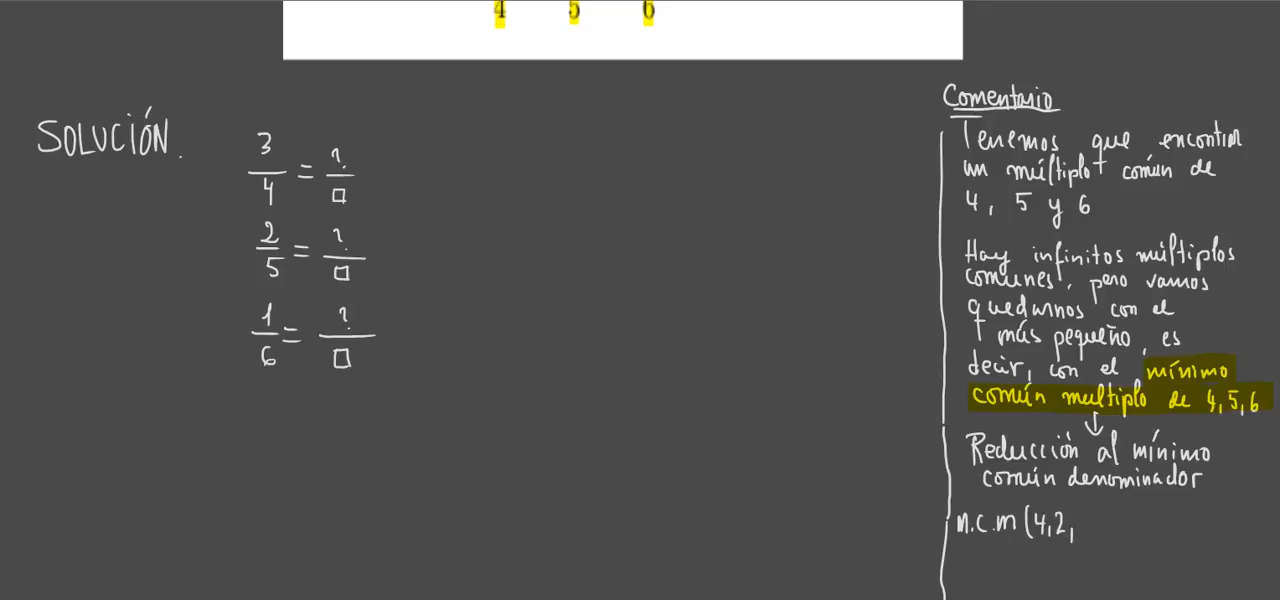 4 5 6
SOLUCIÓN.
3/4 = ?/□
2/5 = ?/□
1/6 = ?/□
Comentario
Tenemos que encontrar
un múltiplo común de
4, 5 y 6
Hay infinitos múltiplos
comunes, pero vamos
quedarnos con el
más pequeño, es
decir, con el mínimo
común multiplo de 4,5,6
↓
Reducción al mínimo
común denominador
m.c.m (4,2,